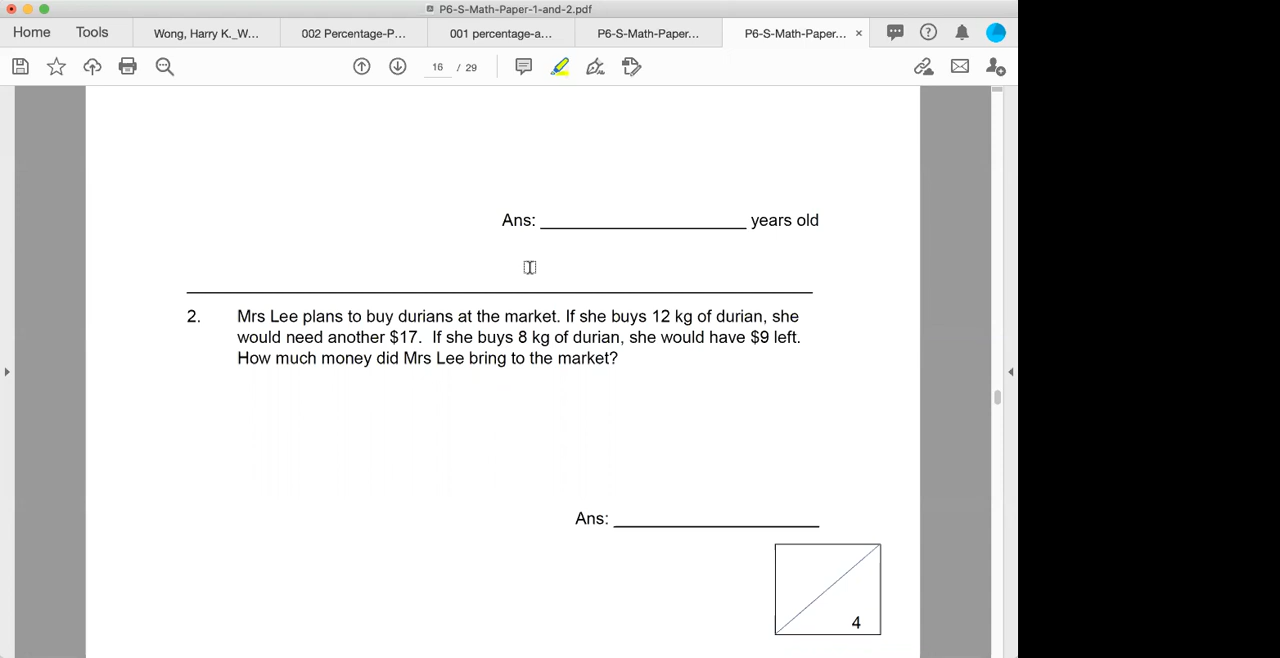 P6-S-Math-Paper-1-and-2.pdf
Home Tools Wong, Harry K._W... 002 Percentage-P... 001 percentage-a... P6-S-Math-Paper... P6-S-Math-Paper... ×
16 / 29
Ans: ____________________ years old
2. Mrs Lee plans to buy durians at the market. If she buys 12 kg of durian, she
would need another $17. If she buys 8 kg of durian, she would have $9 left.
How much money did Mrs Lee bring to the market?
Ans: ____________________
4